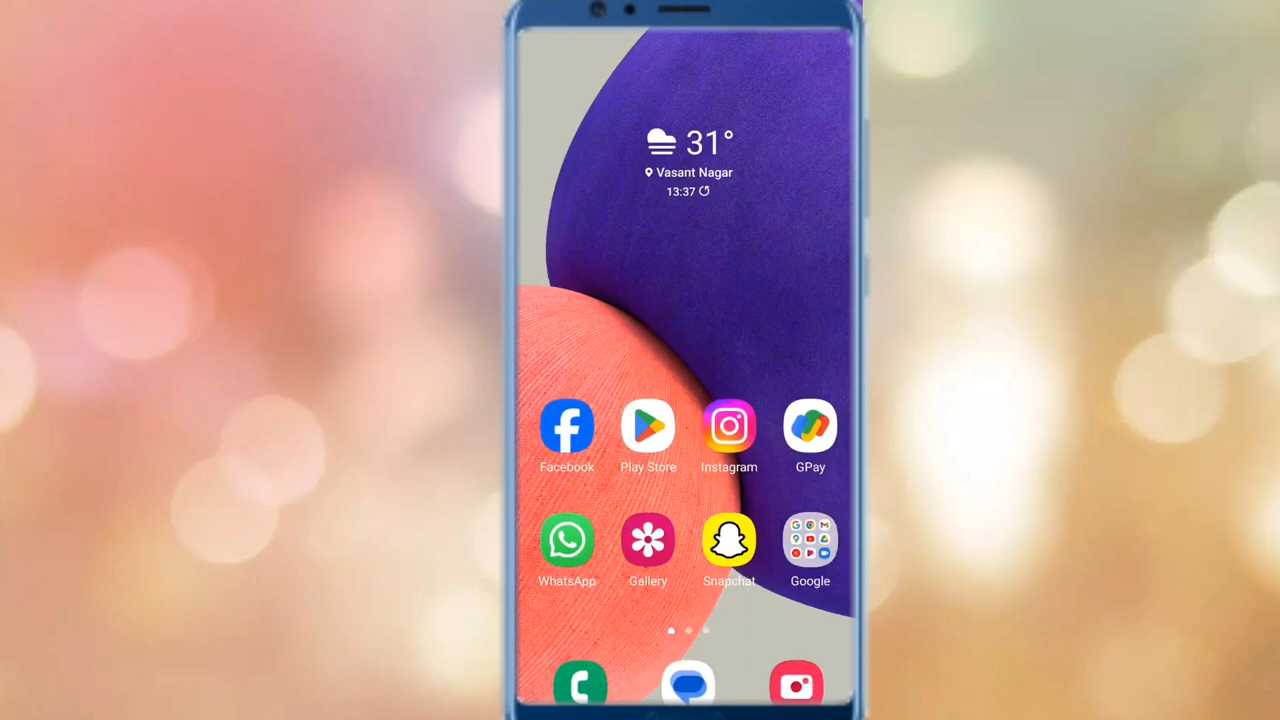 31°
Vasant Nagar
13:37
Facebook
Play Store
Instagram
GPay
WhatsApp
Gallery
Snapchat
Google